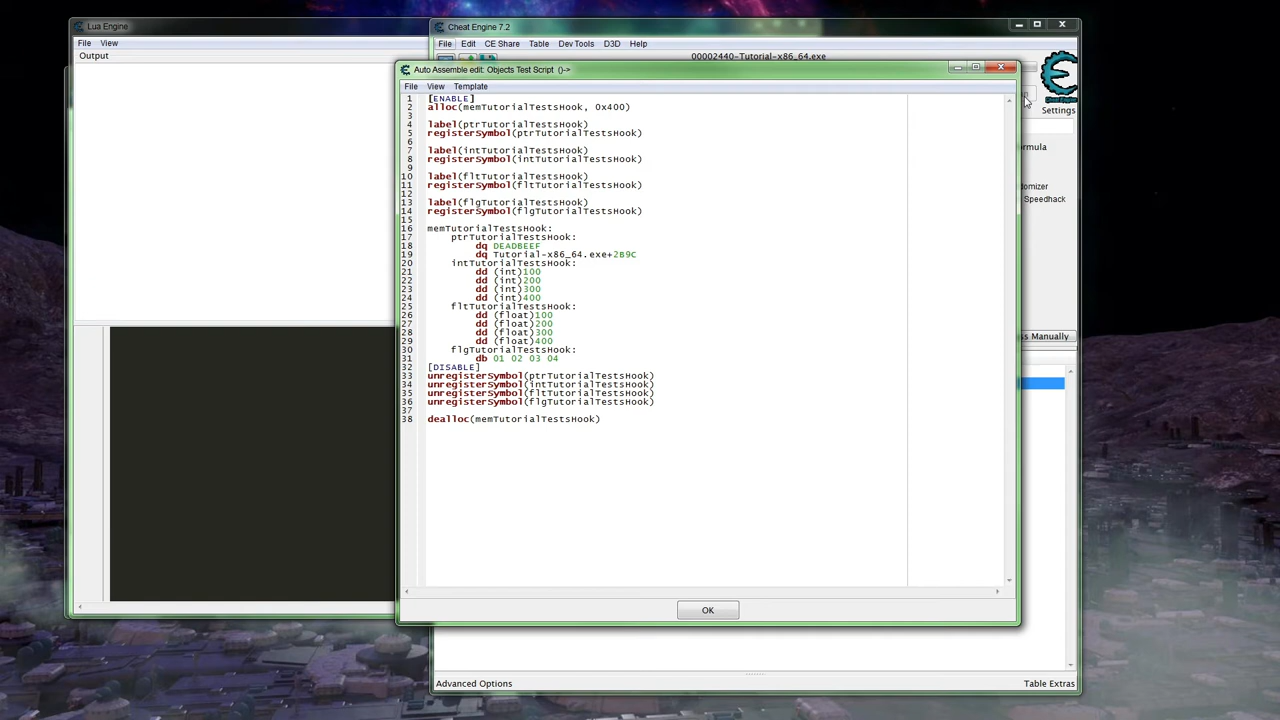 Lua Engine
File View
Output
Cheat Engine 7.2
File Edit CE Share Table Dev Tools D3D Help
00002440-Tutorial-x86_64.exe
Auto Assemble edit: Objects Test Script ()->
File View Template
1 [ENABLE]
2 alloc(memTutorialTestsHook, 0x400)
3
4 label(ptrTutorialTestsHook)
5 registerSymbol(ptrTutorialTestsHook)
6
7 label(intTutorialTestsHook)
8 registerSymbol(intTutorialTestsHook)
9
10 label(fltTutorialTestsHook)
11 registerSymbol(fltTutorialTestsHook)
12
13 label(flgTutorialTestsHook)
14 registerSymbol(flgTutorialTestsHook)
15
16 memTutorialTestsHook:
17 ptrTutorialTestsHook:
18 dq DEADBEEF
19 dq Tutorial-x86_64.exe+2B9C
20 intTutorialTestsHook:
21 dd (int)100
22 dd (int)200
23 dd (int)300
24 dd (int)400
25 fltTutorialTestsHook:
26 dd (float)100
27 dd (float)200
28 dd (float)300
29 dd (float)400
30 flgTutorialTestsHook:
31 db 01 02 03 04
32 [DISABLE]
33 unregisterSymbol(ptrTutorialTestsHook)
34 unregisterSymbol(intTutorialTestsHook)
35 unregisterSymbol(fltTutorialTestsHook)
36 unregisterSymbol(flgTutorialTestsHook)
37
38 dealloc(memTutorialTestsHook)
OK
Cheat Engine
Settings
ormula
omizer
Speedhack
ss Manually
Advanced Options
Table Extras